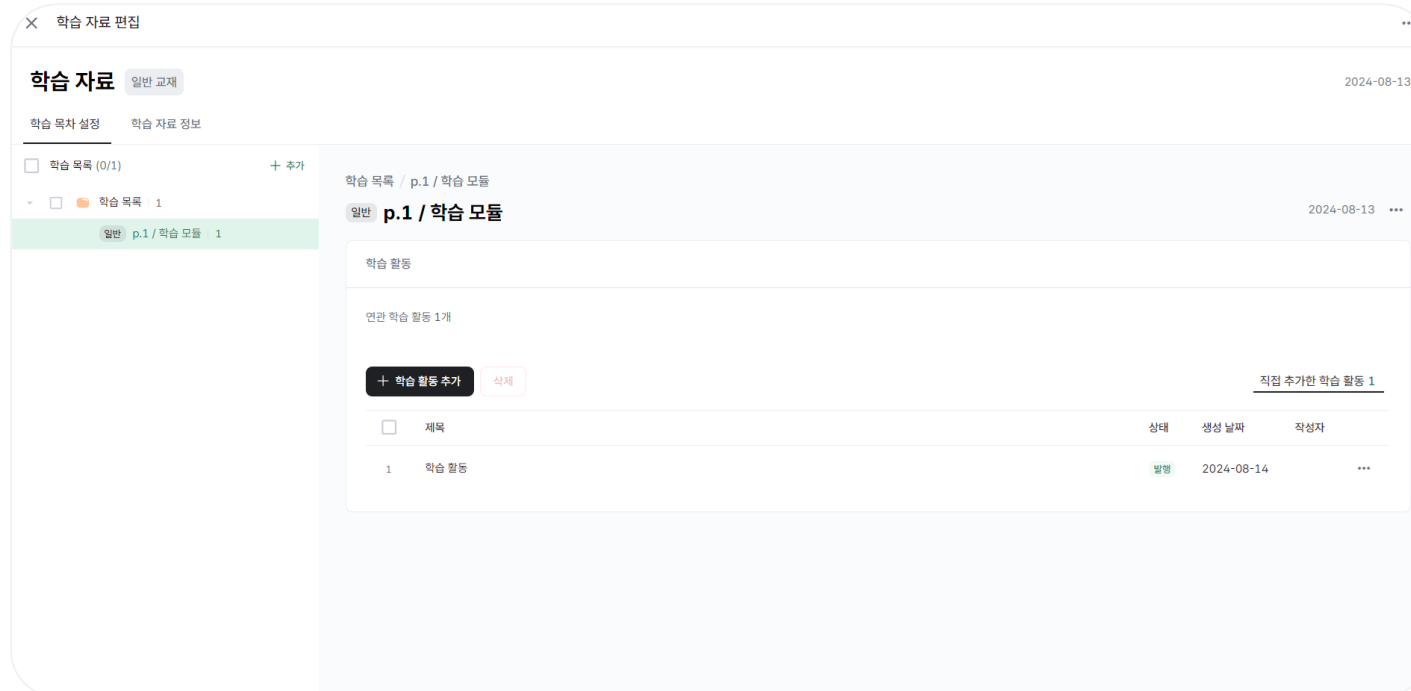 학습 자료 편집
학습 자료 일반 교재 2024-08-13
학습 목차 설정 학습 자료 정보
학습 목록 (0/1) + 추가
학습 목록 1
일반 p.1 / 학습 모듈 1
학습 목록 / p.1 / 학습 모듈
일반 p.1 / 학습 모듈 2024-08-13
학습 활동
연관 학습 활동 1개
+ 학습 활동 추가 삭제 직접 추가한 학습 활동 1
제목 상태 생성 날짜 작성자
1 학습 활동 발행 2024-08-14